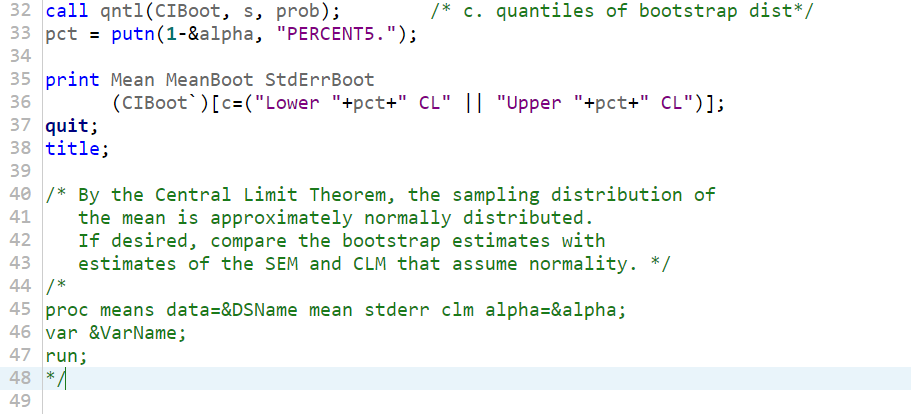 32 call qntl(CIBoot, s, prob);        /* c. quantiles of bootstrap dist*/
33 pct = putn(1-&alpha, "PERCENT5.");
34
35 print Mean MeanBoot StdErrBoot
36       (CIBoot`)[c=("Lower "+pct+" CL" || "Upper "+pct+" CL")];
37 quit;
38 title;
39
40 /* By the Central Limit Theorem, the sampling distribution of
41    the mean is approximately normally distributed.
42    If desired, compare the bootstrap estimates with
43    estimates of the SEM and CLM that assume normality. */
44 /*
45 proc means data=&DSName mean stderr clm alpha=&alpha;
46 var &VarName;
47 run;
48 */
49